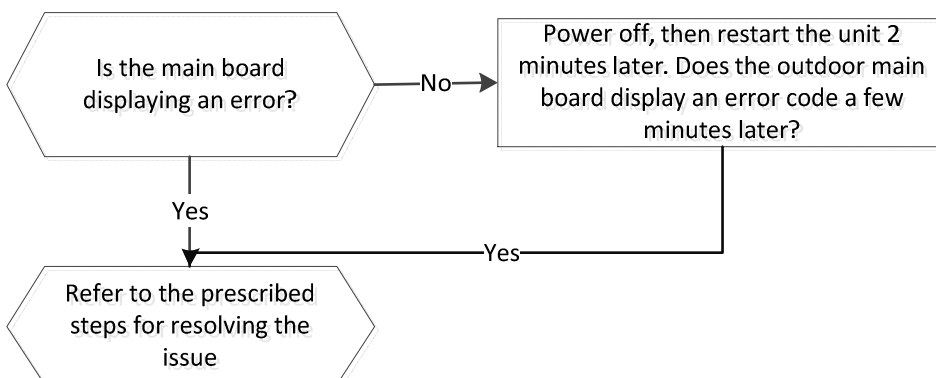 Is the main board
displaying an error?
No
Power off, then restart the unit 2
minutes later. Does the outdoor main
board display an error code a few
minutes later?
Yes
Yes
Refer to the prescribed
steps for resolving the
issue